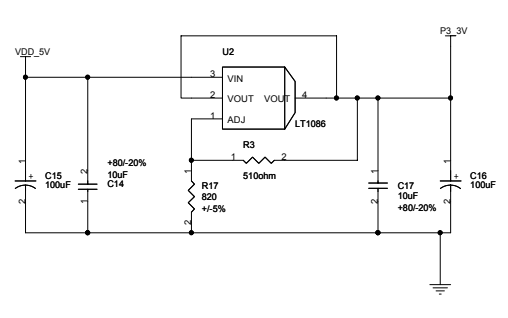 P3_3V
VDD_5V
U2
3 VIN
2 VOUT VOUT 4
1 ADJ
LT1086
R3
1 2
510ohm
1
+
C15
100uF
2
+80/-20%
2
10uF
C14
1
1
R17
820
+/-5%
2
1
C17
10uF
+80/-20%
2
1
+
C16
100uF
2